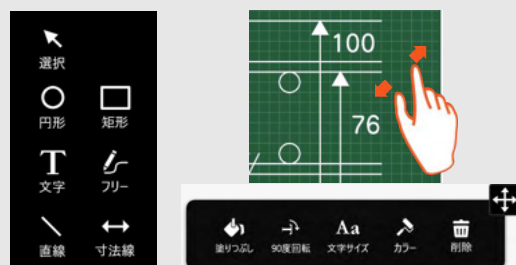 選択
円形 矩形
T
文字 フリー
直線 寸法線
100
76
Aa
塗りつぶし 90度回転 文字サイズ カラー 削除